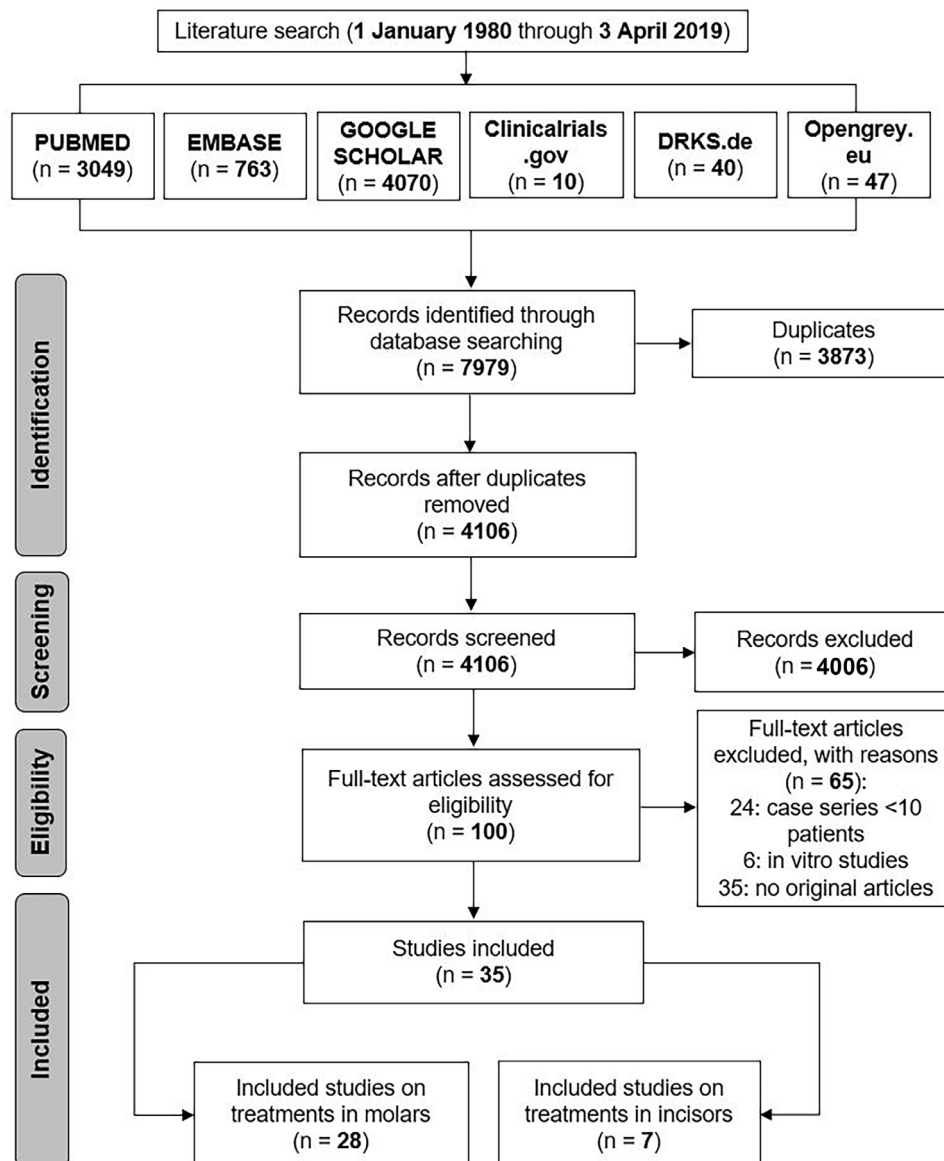 Literature search (1 January 1980 through 3 April 2019)
PUBMED
(n = 3049)
EMBASE
(n = 763)
GOOGLE
SCHOLAR
(n = 4070)
Clinicalrials
.gov
(n = 10)
DRKS.de
(n = 40)
Opengrey.
eu
(n = 47)
Identification
Records identified through
database searching
(n = 7979)
Duplicates
(n = 3873)
Records after duplicates
removed
(n = 4106)
Screening
Records screened
(n = 4106)
Records excluded
(n = 4006)
Eligibility
Full-text articles assessed for
eligibility
(n = 100)
Full-text articles
excluded, with reasons
(n = 65):
24: case series <10
patients
6: in vitro studies
35: no original articles
Included
Studies included
(n = 35)
Included studies on
treatments in molars
(n = 28)
Included studies on
treatments in incisors
(n = 7)